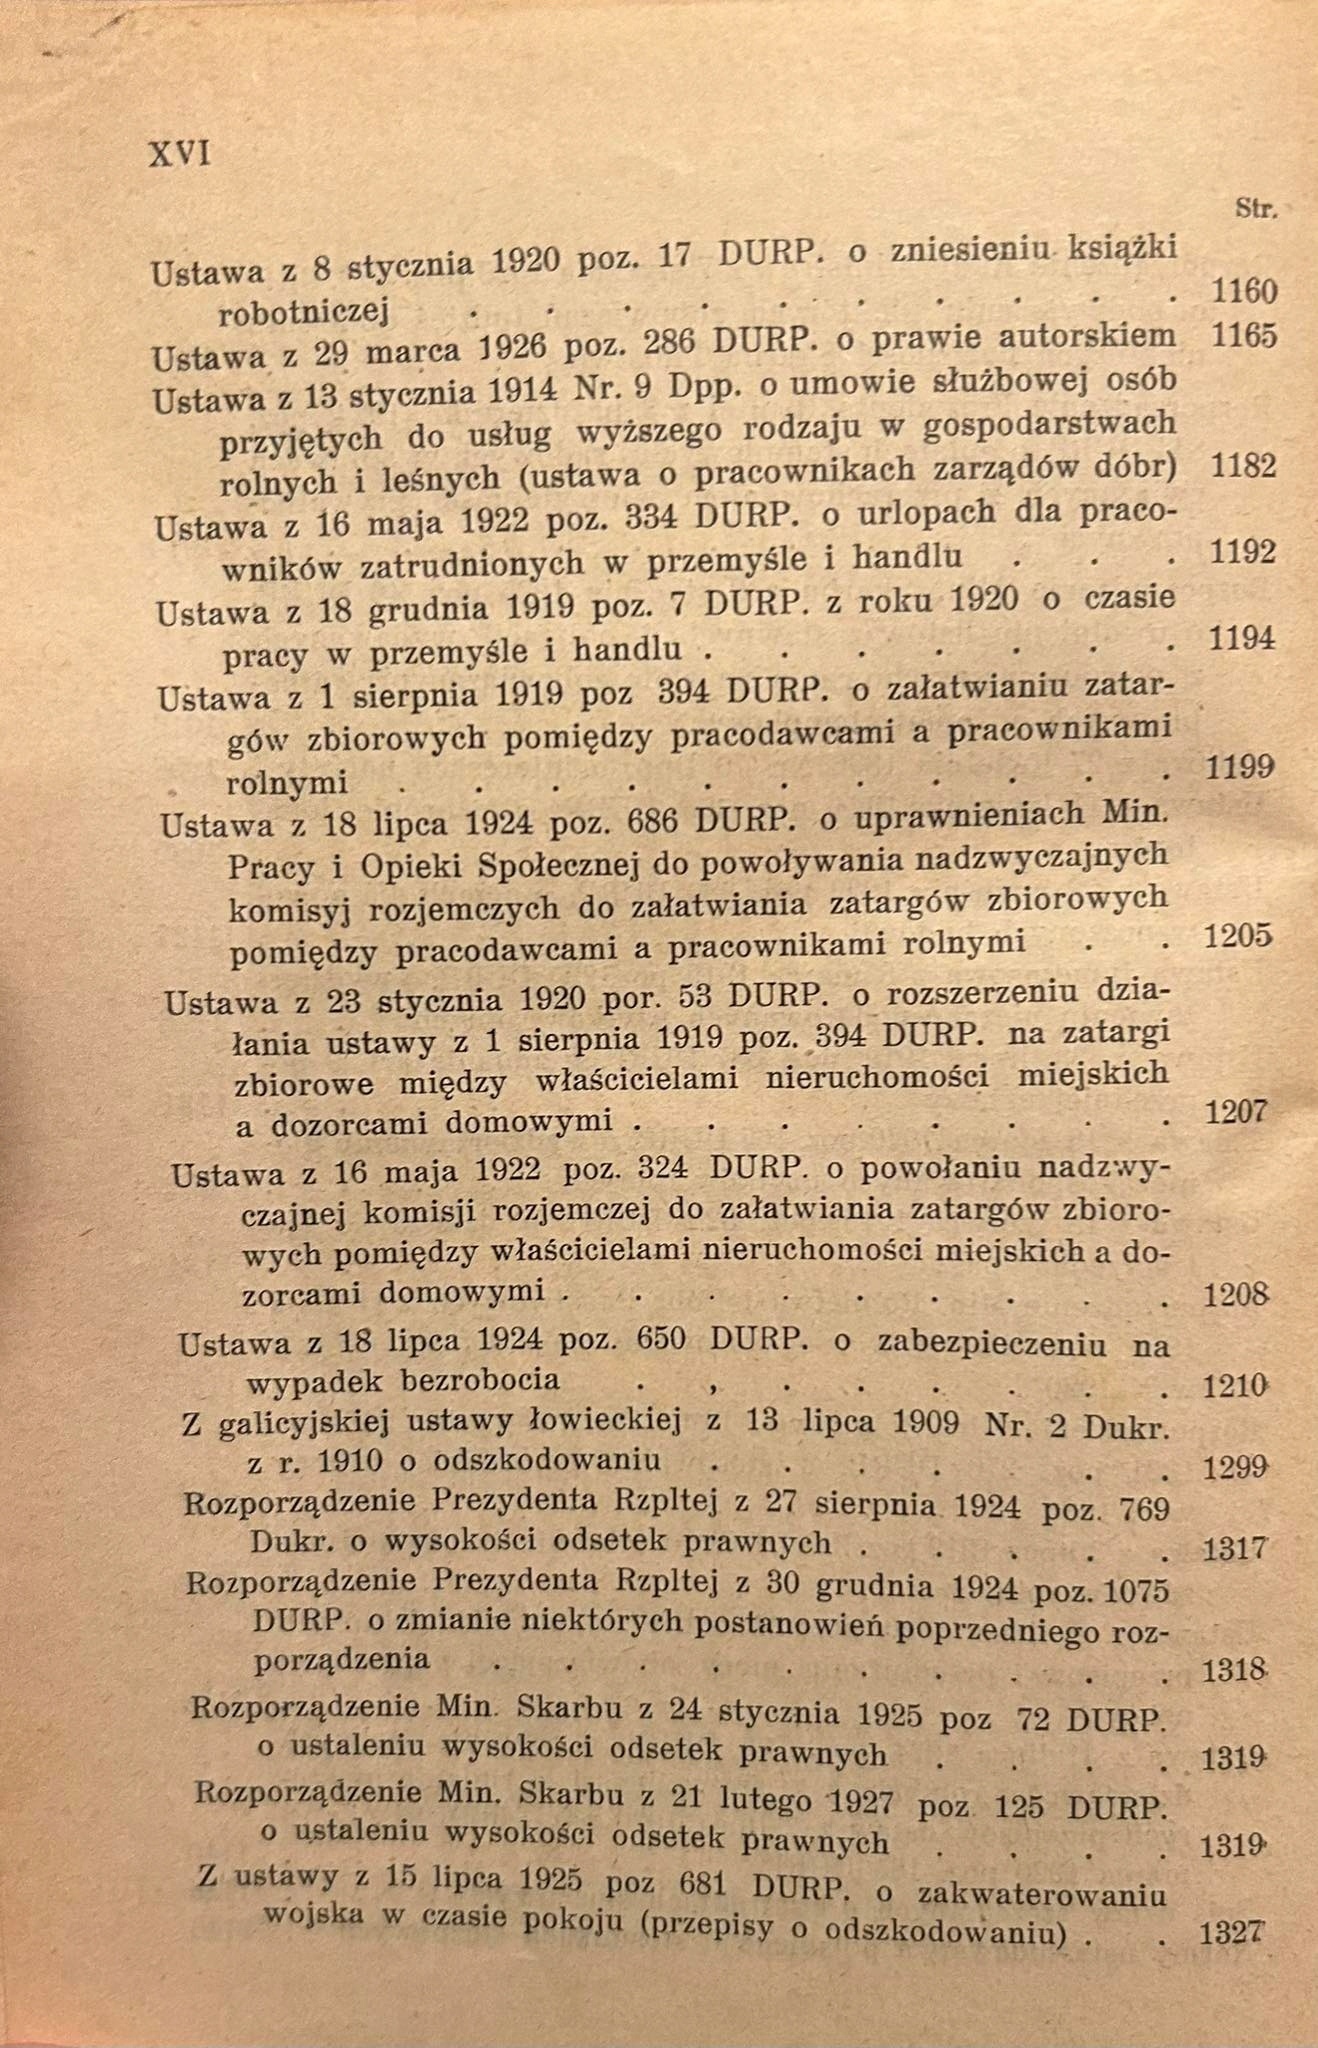 XVI
Str.
Ustawa z 8 stycznia 1920 poz. 17 DURP. o zniesieniu książki
robotniczej . . . . . . . . . . 1160
Ustawa z 29 marca 1926 poz. 286 DURP. o prawie autorskiem 1165
Ustawa z 13 stycznia 1914 Nr. 9 Dpp. o umowie służbowej osób
przyjętych do usług wyższego rodzaju w gospodarstwach
rolnych i leśnych (ustawa o pracownikach zarządów dóbr) 1182
Ustawa z 16 maja 1922 poz. 334 DURP. o urlopach dla praco-
wników zatrudnionych w przemyśle i handlu . . . 1192
Ustawa z 18 grudnia 1919 poz. 7 DURP. z roku 1920 o czasie
pracy w przemyśle i handlu . . . . . . . 1194
Ustawa z 1 sierpnia 1919 poz 394 DURP. o załatwianiu zatar-
gów zbiorowych pomiędzy pracodawcami a pracownikami
rolnymi . . . . . . . . . . . 1199
Ustawa z 18 lipca 1924 poz. 686 DURP. o uprawnieniach Min.
Pracy i Opieki Społecznej do powoływania nadzwyczajnych
komisyj rozjemczych do załatwiania zatargów zbiorowych
pomiędzy pracodawcami a pracownikami rolnymi . . 1205
Ustawa z 23 stycznia 1920 por. 53 DURP. o rozszerzeniu dzia-
łania ustawy z 1 sierpnia 1919 poz. 394 DURP. na zatargi
zbiorowe między właścicielami nieruchomości miejskich
a dozorcami domowymi . . . . . . . . 1207
Ustawa z 16 maja 1922 poz. 324 DURP. o powołaniu nadzwy-
czajnej komisji rozjemczej do załatwiania zatargów zbioro-
wych pomiędzy właścicielami nieruchomości miejskich a do-
zorcami domowymi . . . . . . . . . 1208
Ustawa z 18 lipca 1924 poz. 650 DURP. o zabezpieczeniu na
wypadek bezrobocia . , . . . . . . 1210
Z galicyjskiej ustawy łowieckiej z 13 lipca 1909 Nr. 2 Dukr.
z r. 1910 o odszkodowaniu . . . . . . 1299
Rozporządzenie Prezydenta Rzpltej z 27 sierpnia 1924 poz. 769
Dukr. o wysokości odsetek prawnych . . . . . 1317
Rozporządzenie Prezydenta Rzpltej z 30 grudnia 1924 poz. 1075
DURP. o zmianie niektórych postanowień poprzedniego roz-
porządzenia . . . . . . . . . . 1318
Rozporządzenie Min. Skarbu z 24 stycznia 1925 poz 72 DURP.
o ustaleniu wysokości odsetek prawnych . . . . 1319
Rozporządzenie Min. Skarbu z 21 lutego 1927 poz 125 DURP.
o ustaleniu wysokości odsetek prawnych . . . . 1319
Z ustawy z 15 lipca 1925 poz 681 DURP. o zakwaterowaniu
wojska w czasie pokoju (przepisy o odszkodowaniu) . . 1327